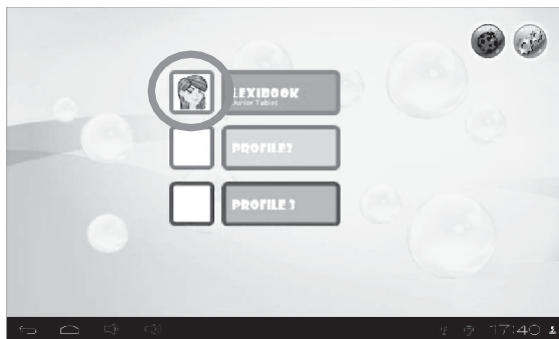 LEXIBOOK
Junior Tablet
PROFILE2
PROFILE 3
17:40